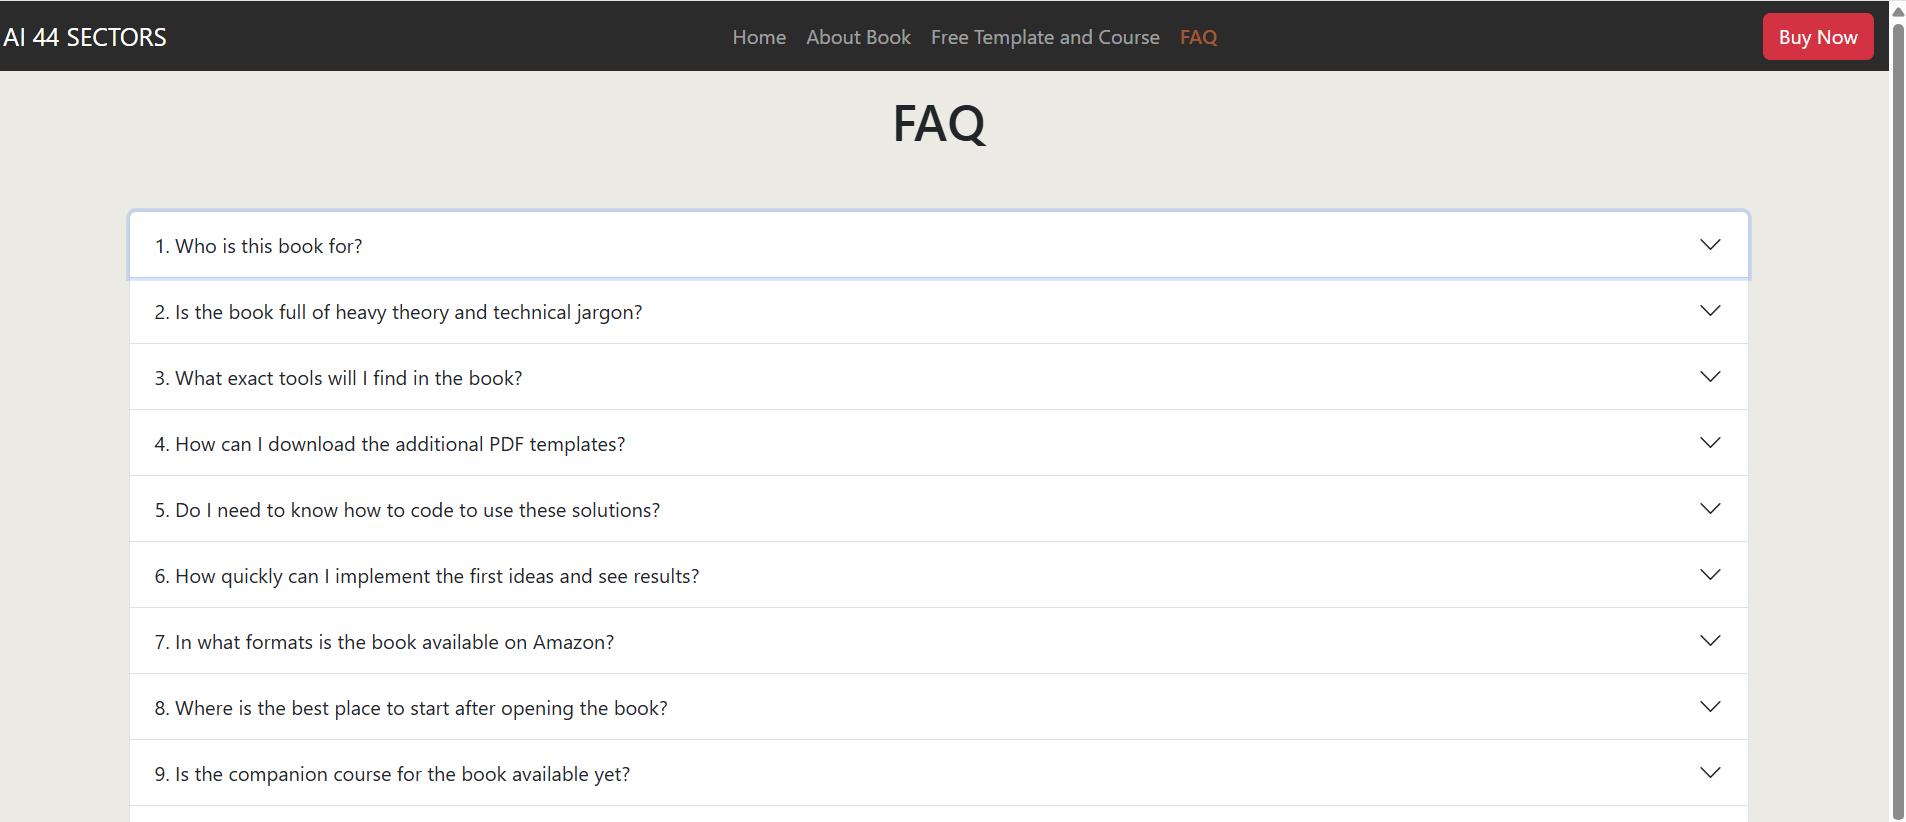 AI 44 SECTORS
Home
About Book
Free Template and Course
FAQ
Buy Now
FAQ
1. Who is this book for?
2. Is the book full of heavy theory and technical jargon?
3. What exact tools will I find in the book?
4. How can I download the additional PDF templates?
5. Do I need to know how to code to use these solutions?
6. How quickly can I implement the first ideas and see results?
7. In what formats is the book available on Amazon?
8. Where is the best place to start after opening the book?
9. Is the companion course for the book available yet?